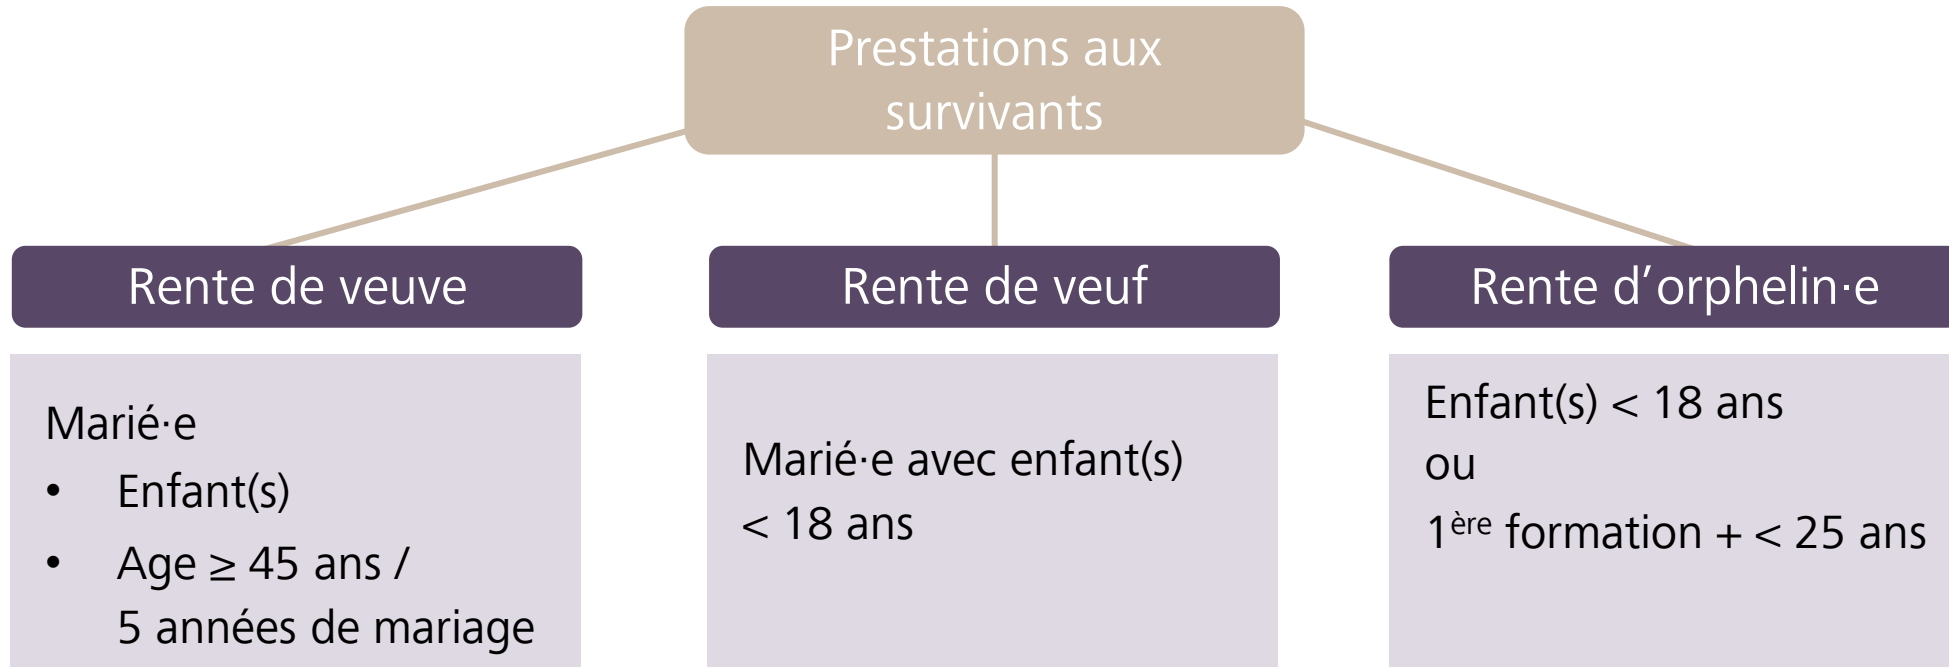 Prestations aux
survivants
Rente de veuve
Marié·e
• Enfant(s)
• Age ≥ 45 ans /
5 années de mariage
Rente de veuf
Marié·e avec enfant(s)
< 18 ans
Rente d’orphelin·e
Enfant(s) < 18 ans
ou
1ère formation + < 25 ans